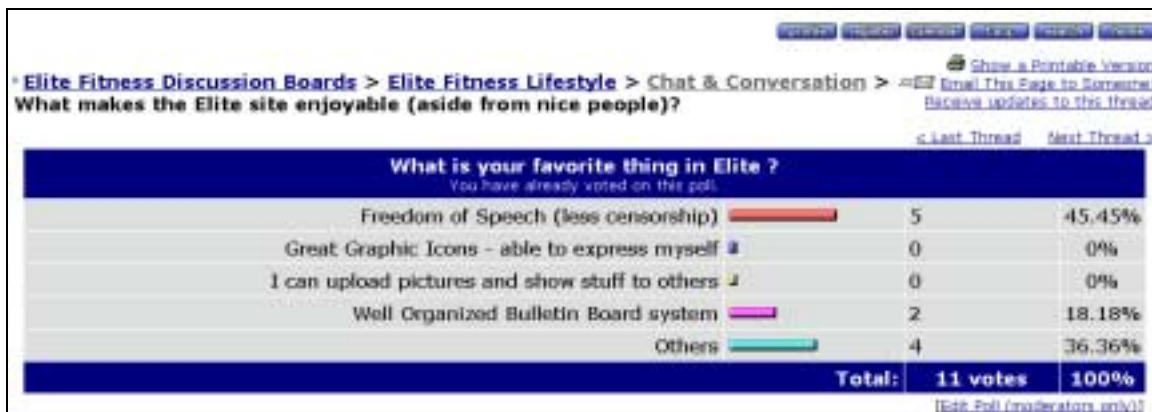 Show a Printable Version
Elite Fitness Discussion Boards > Elite Fitness Lifestyle > Chat & Conversation >
Email This Page to Someone!
What makes the Elite site enjoyable (aside from nice people)?
Receive updates to this thread
< Last Thread Next Thread >
What is your favorite thing in Elite ?
You have already voted on this poll.
Freedom of Speech (less censorship) 5 45.45%
Great Graphic Icons - able to express myself 0 0%
I can upload pictures and show stuff to others 0 0%
Well Organized Bulletin Board system 2 18.18%
Others 4 36.36%
Total: 11 votes 100%
[Edit Poll (moderators only)]